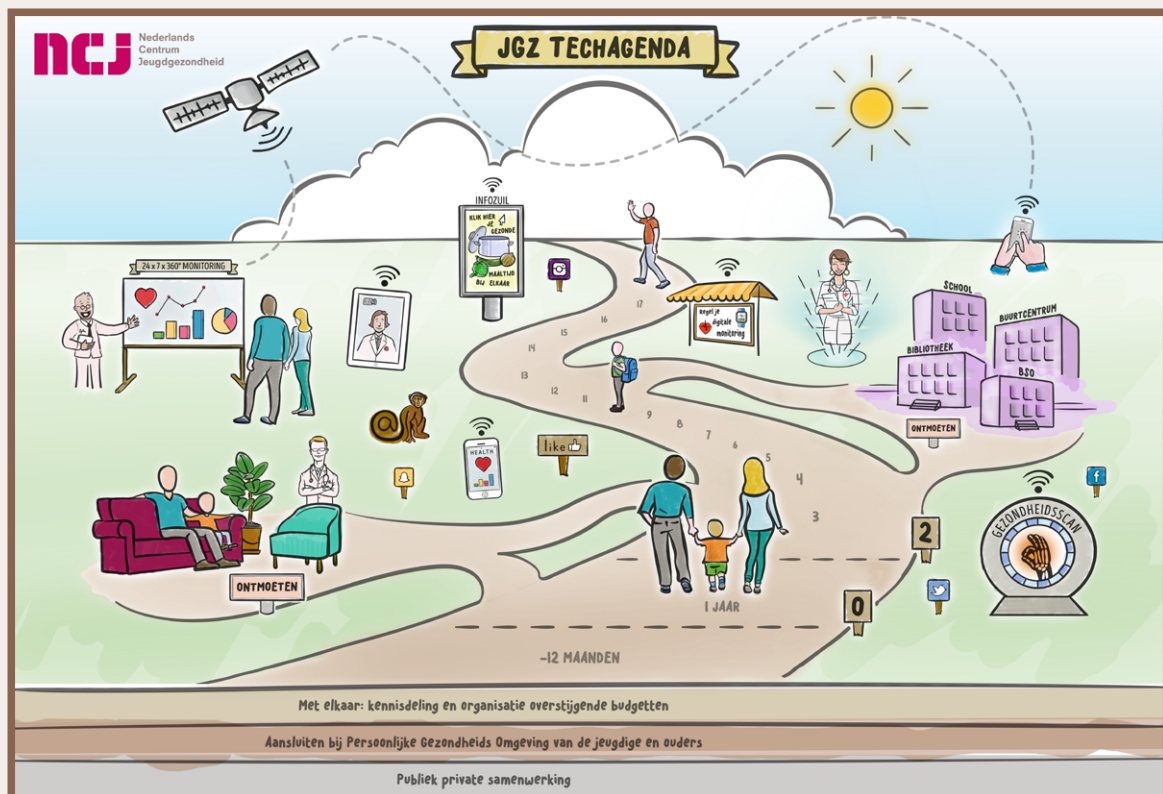 ncj
Nederlands
Centrum
Jeugdgezondheid
JGZ TECHAGENDA
INFOZUIL
KLIK HIER
JE
GEZONDE
MAALTIJD
BIJ ELKAAR
24 x 7 x 360° MONITORING
Regel je
digitale
monitoring
SCHOOL
BUURTCENTRUM
BIBLIOTHEEK
BSO
ONTMOETEN
@
HEALTH
like
f
GEZONDHEIDSSCAN
ONTMOETEN
17
16
15
14
13
12
11
9
8
7
6
5
4
3
2
0
1 JAAR
-12 MAANDEN
Met elkaar: kennisdeling en organisatie overstijgende budgetten
Aansluiten bij Persoonlijke Gezondheids Omgeving van de jeugdige en ouders
Publiek private samenwerking